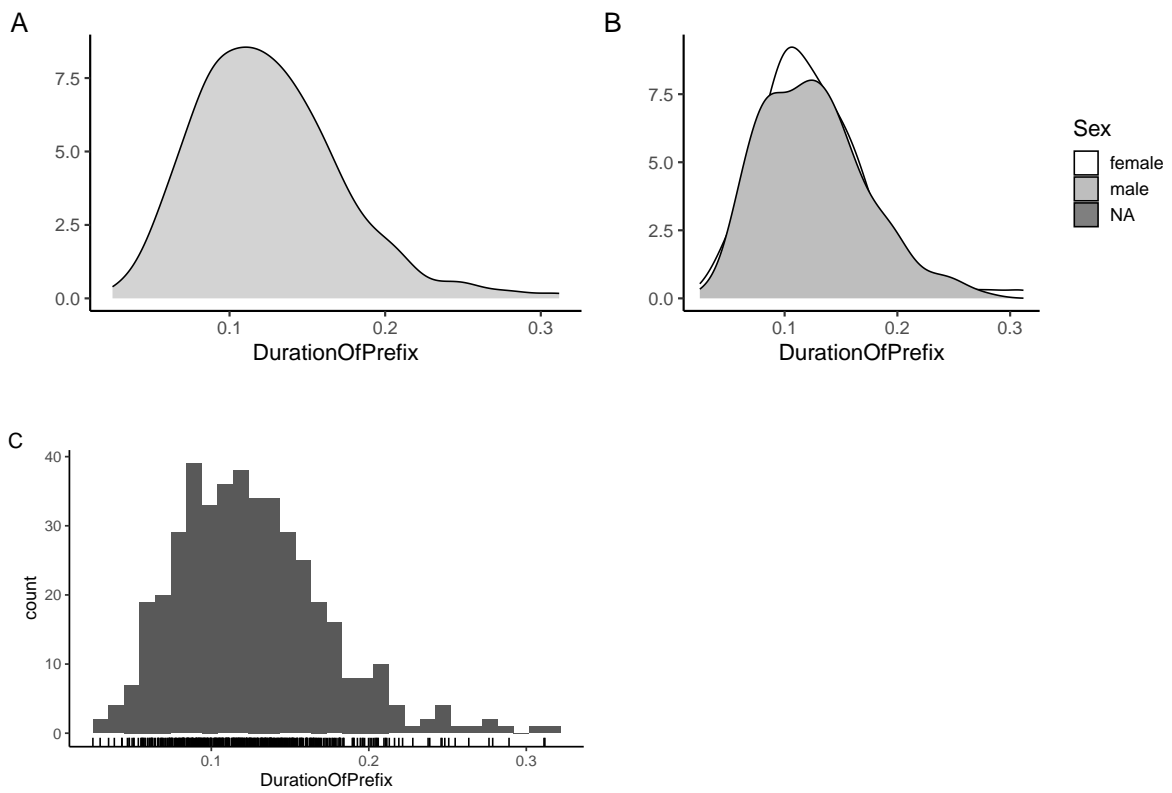 A
7.5
5.0
2.5
0.0
0.1 0.2 0.3
DurationOfPrefix
B
7.5
5.0
2.5
0.0
0.1 0.2 0.3
DurationOfPrefix
Sex
female
male
NA
C
40
30
20
10
0
count
0.1 0.2 0.3
DurationOfPrefix